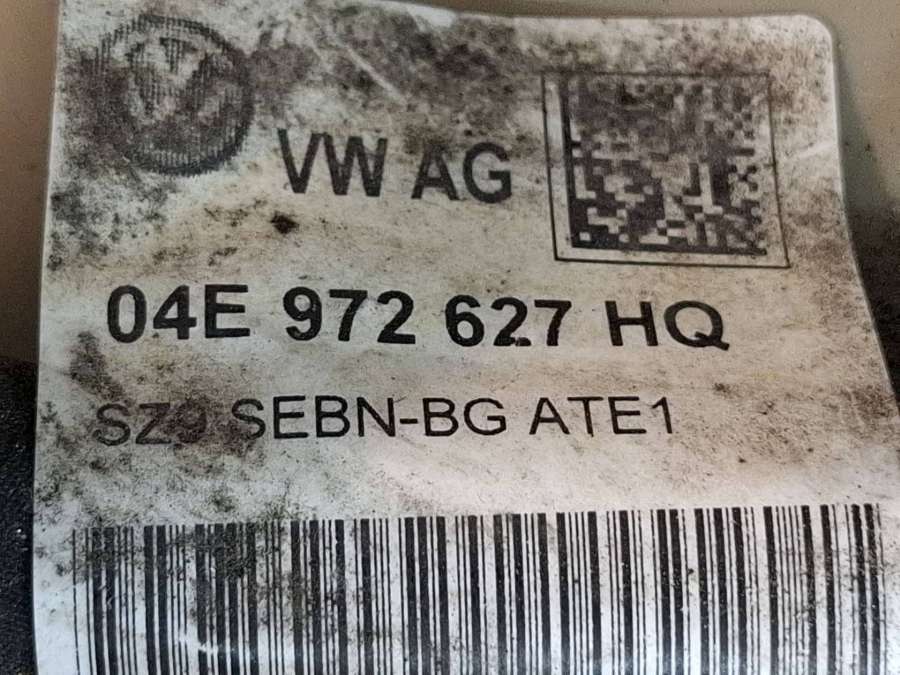 VW AG
04E 972 627 HQ
SEBN-BG ATE1